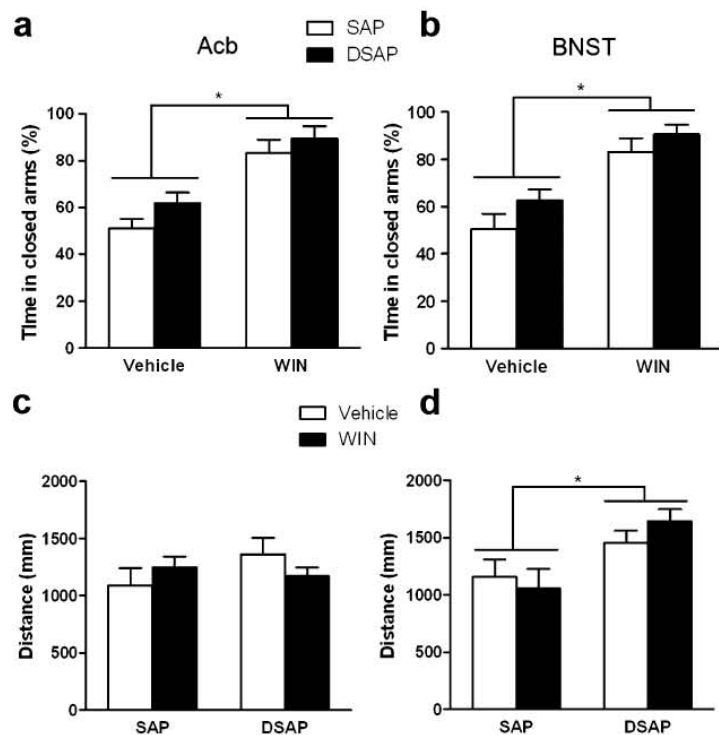 a
Acb
SAP
DSAP
b
BNST
Time in closed arms (%)
100
80
60
40
20
0
*
Vehicle
WIN
Time in closed arms (%)
100
80
60
40
20
0
*
Vehicle
WIN
c
Vehicle
WIN
d
Distance (mm)
2000
1500
1000
500
0
SAP
DSAP
Distance (mm)
2000
1500
1000
500
0
*
SAP
DSAP